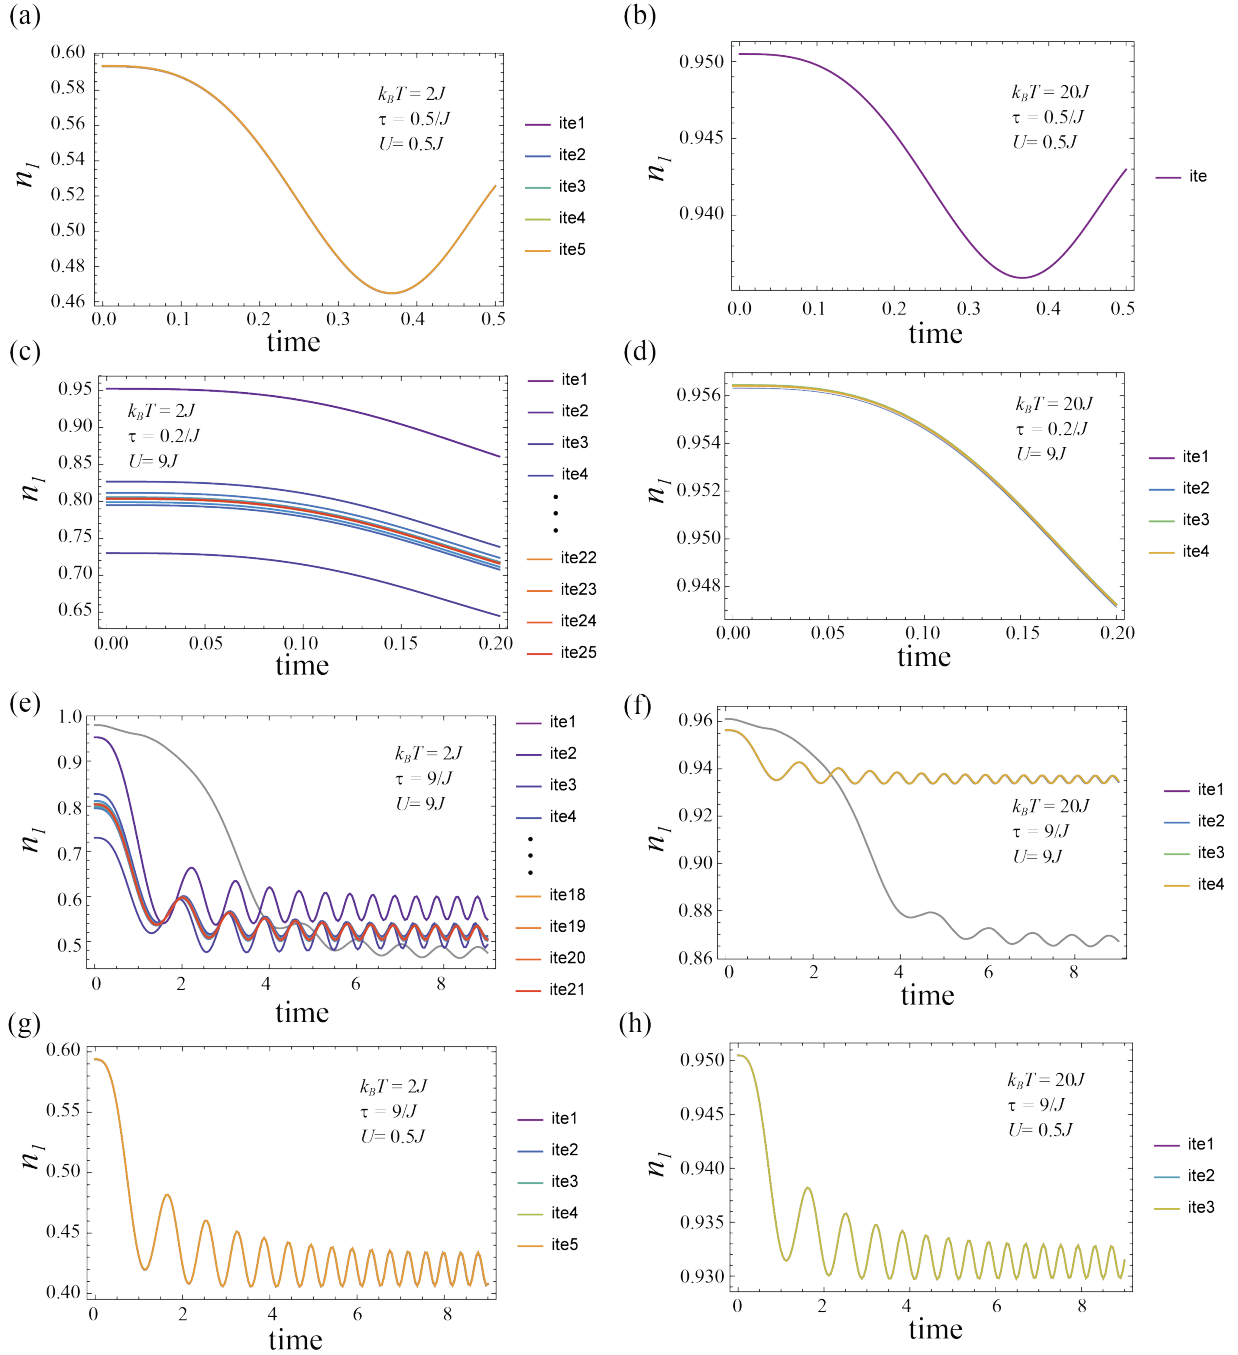 (a)
n1
0.60
0.58
0.56
0.54
0.52
0.50
0.48
0.46
0.0 0.1 0.2 0.3 0.4 0.5
time
kBT = 2J
τ = 0.5/J
U= 0.5J
ite1
ite2
ite3
ite4
ite5
(b)
n1
0.950
0.945
0.940
0.0 0.1 0.2 0.3 0.4 0.5
time
kBT = 20J
τ = 0.5/J
U= 0.5J
ite
(c)
n1
0.95
0.90
0.85
0.80
0.75
0.70
0.65
0.00 0.05 0.10 0.15 0.20
time
kBT = 2J
τ = 0.2/J
U= 9J
ite1
ite2
ite3
ite4
ite22
ite23
ite24
ite25
(d)
n1
0.956
0.954
0.952
0.950
0.948
0.00 0.05 0.10 0.15 0.20
time
kBT = 20J
τ = 0.2/J
U= 9J
ite1
ite2
ite3
ite4
(e)
n1
1.0
0.9
0.8
0.7
0.6
0.5
0 2 4 6 8
time
kBT = 2J
τ = 9/J
U= 9J
ite1
ite2
ite3
ite4
ite18
ite19
ite20
ite21
(f)
n1
0.96
0.94
0.92
0.90
0.88
0.86
0 2 4 6 8
time
kBT = 20J
τ = 9/J
U= 9J
ite1
ite2
ite3
ite4
(g)
n1
0.60
0.55
0.50
0.45
0.40
0 2 4 6 8
time
kBT = 2J
τ = 9/J
U= 0.5J
ite1
ite2
ite3
ite4
ite5
(h)
n1
0.950
0.945
0.940
0.935
0.930
0 2 4 6 8
time
kBT = 20J
τ = 9/J
U= 0.5J
ite1
ite2
ite3